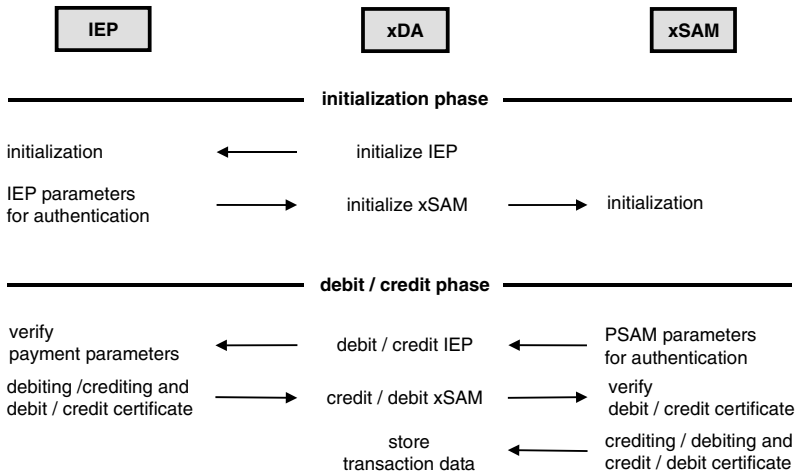 IEP
xDA
xSAM
initialization phase
initialization
initialize IEP
IEP parameters
for authentication
initialize xSAM
initialization
debit / credit phase
verify
payment parameters
debit / credit IEP
PSAM parameters
for authentication
debiting /crediting and
debit / credit certificate
credit / debit xSAM
verify
debit / credit certificate
store
transaction data
crediting / debiting and
credit / debit certificate